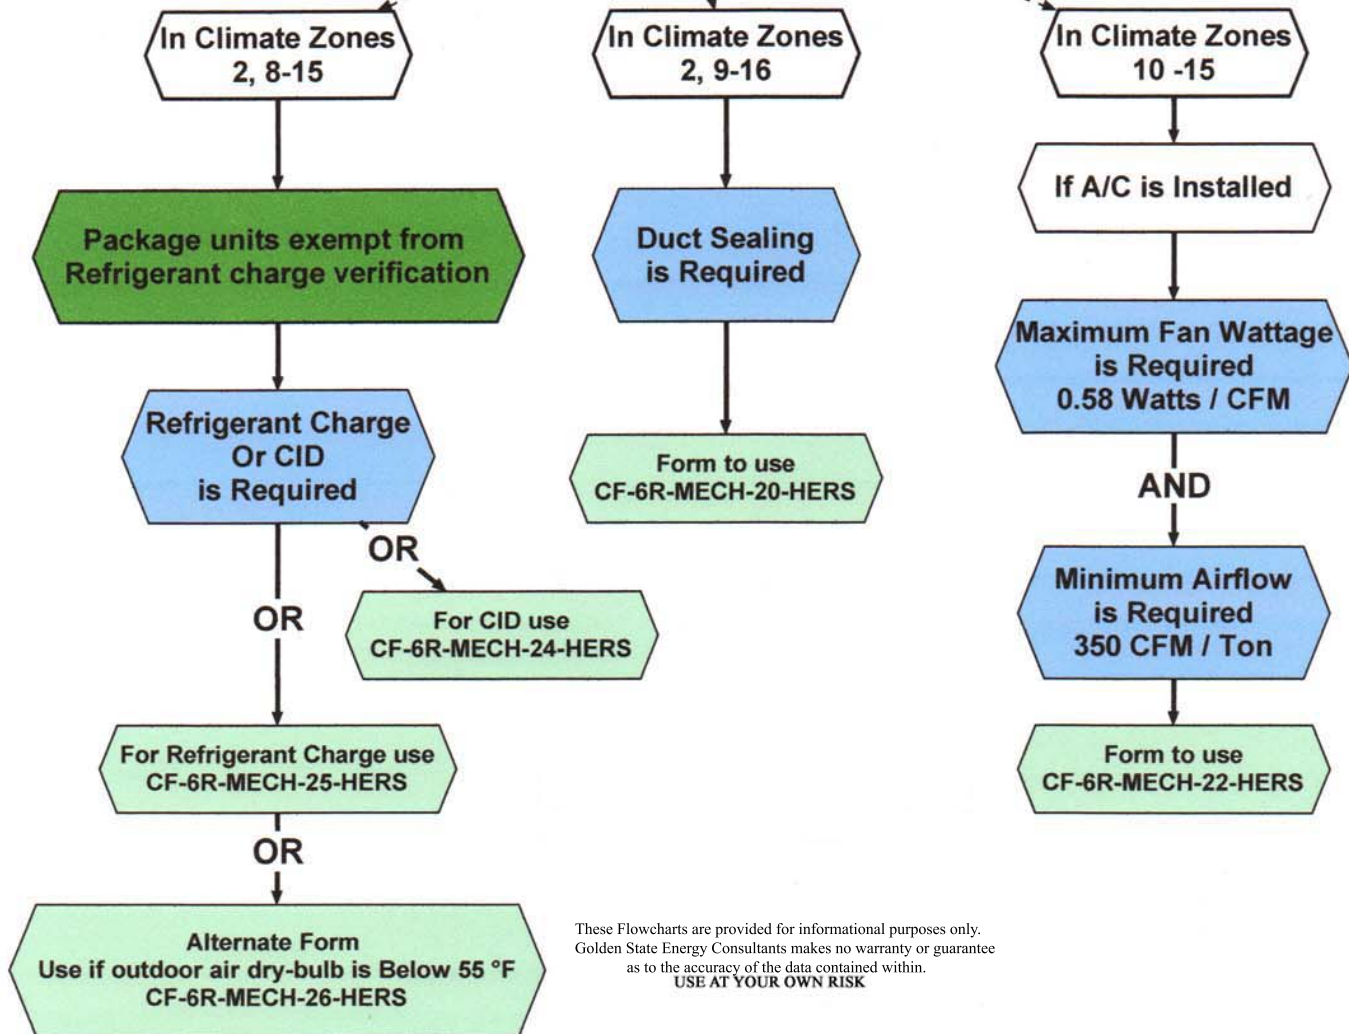 In Climate Zones
2, 8-15
Package units exempt from
Refrigerant charge verification
Refrigerant Charge
Or CID
is Required
OR
For CID use
CF-6R-MECH-24-HERS
OR
For Refrigerant Charge use
CF-6R-MECH-25-HERS
OR
Alternate Form
Use if outdoor air dry-bulb is Below 55 °F
CF-6R-MECH-26-HERS
In Climate Zones
2, 9-16
Duct Sealing
is Required
Form to use
CF-6R-MECH-20-HERS
In Climate Zones
10 -15
If A/C is Installed
Maximum Fan Wattage
is Required
0.58 Watts / CFM
AND
Minimum Airflow
is Required
350 CFM / Ton
Form to use
CF-6R-MECH-22-HERS
These Flowcharts are provided for informational purposes only.
Golden State Energy Consultants makes no warranty or guarantee
as to the accuracy of the data contained within.
USE AT YOUR OWN RISK